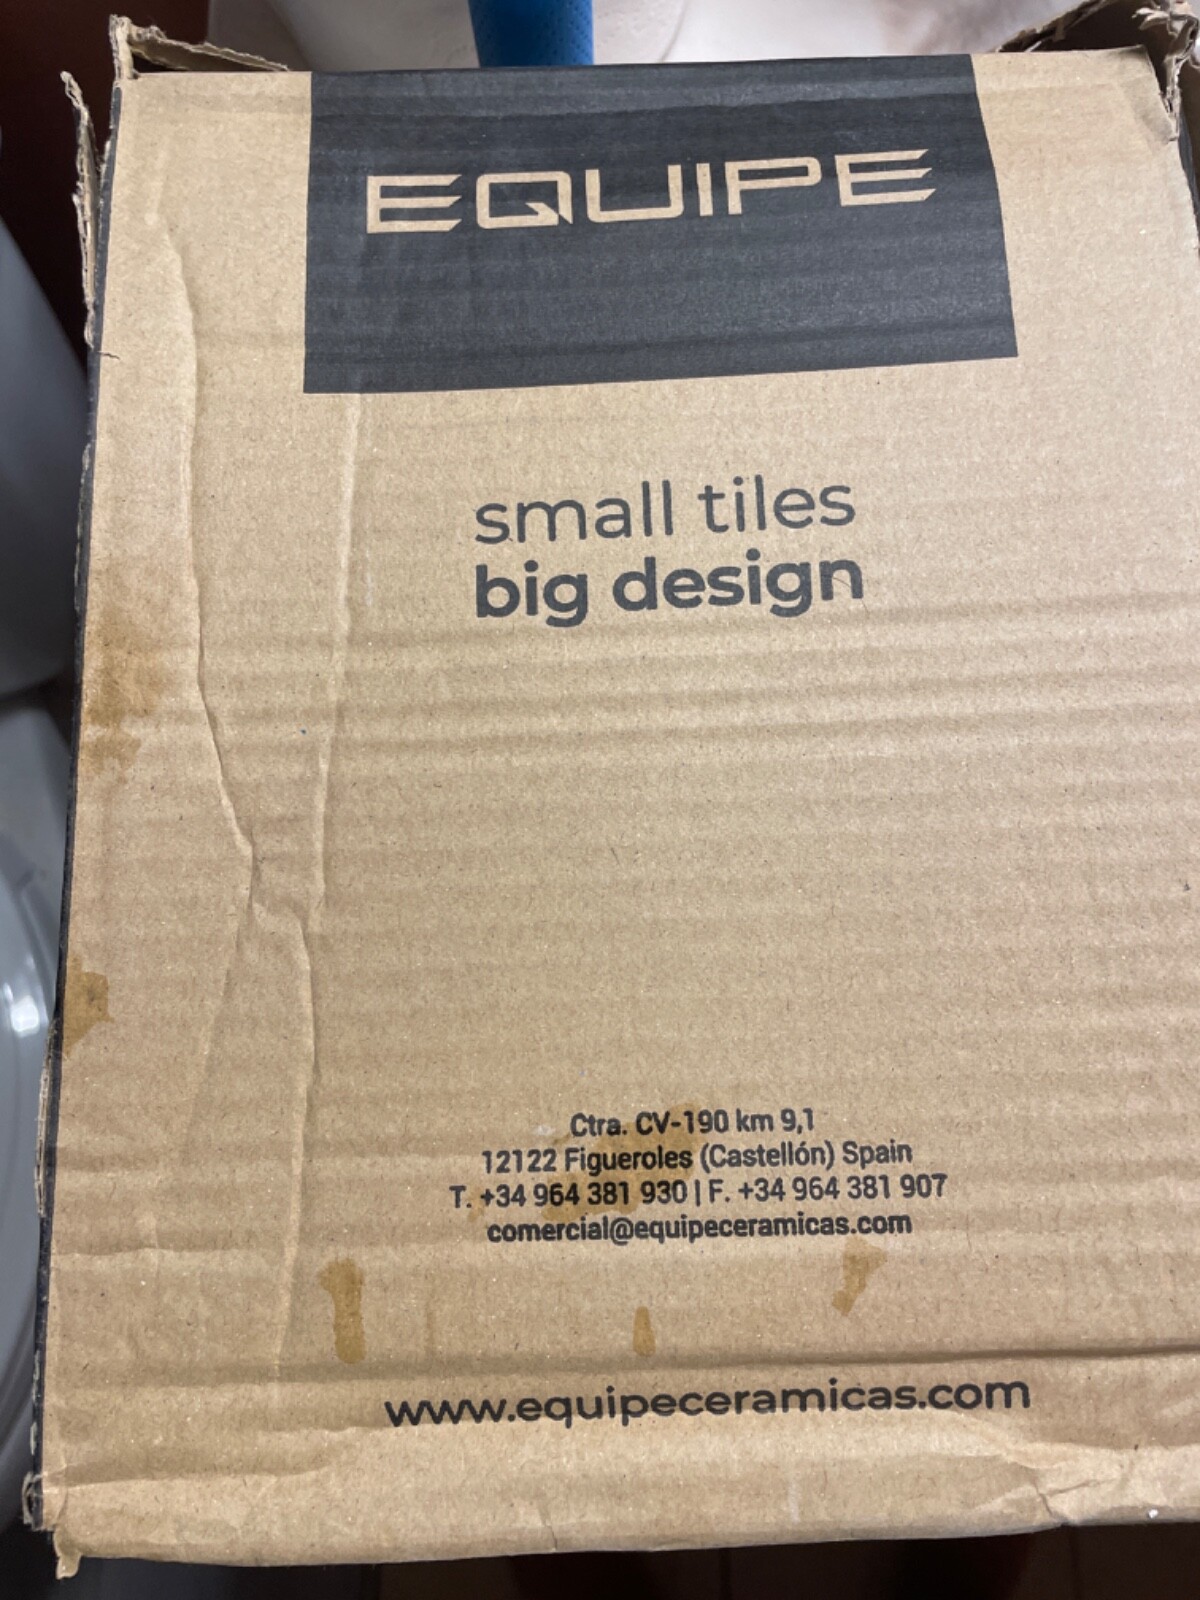 EQUIPE
small tiles
big design
Ctra. CV-190 km 9,1
12122 Figueroles (Castellón) Spain
T. +34 964 381 930 | F. +34 964 381 907
comercial@equipeceramicas.com
www.equipeceramicas.com